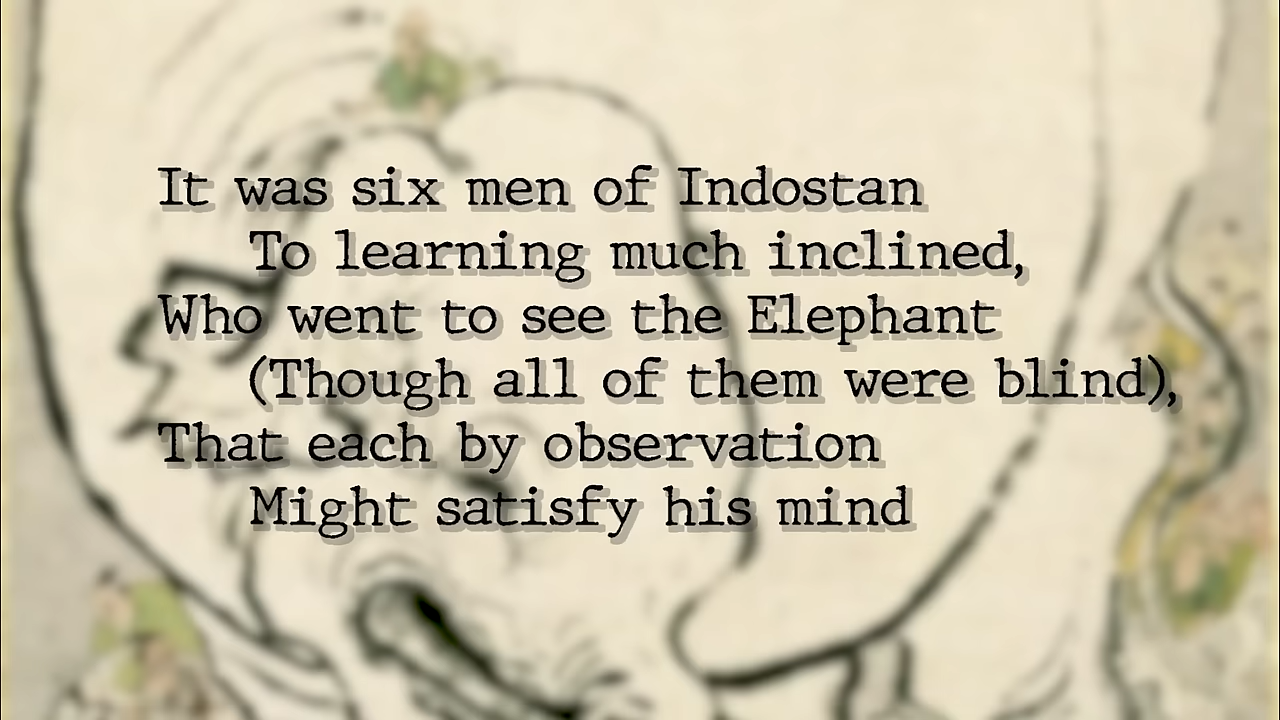 It was six men of Indostan
To learning much inclined,
Who went to see the Elephant
(Though all of them were blind),
That each by observation
Might satisfy his mind